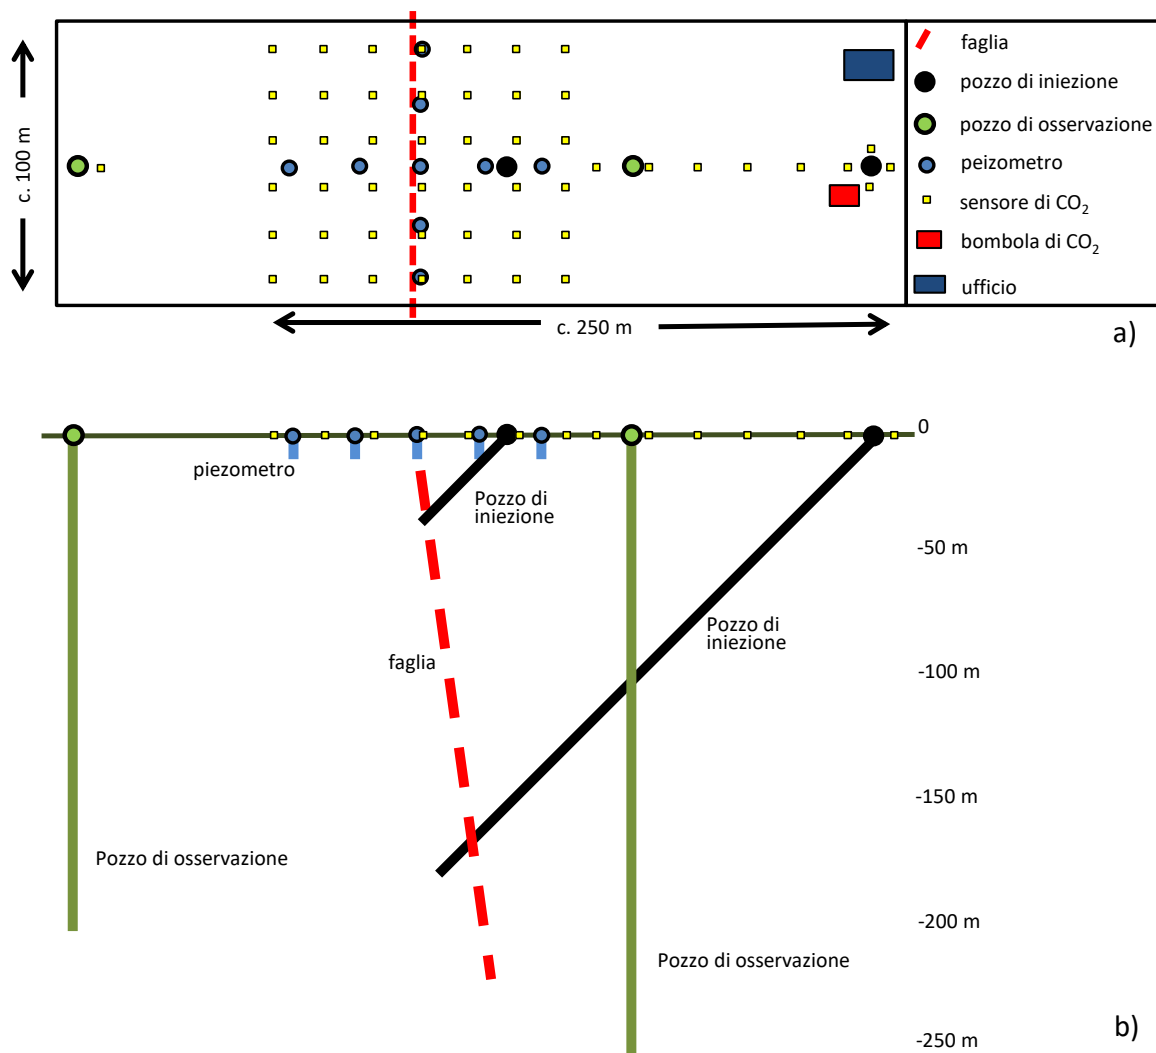 faglia
pozzo di iniezione
pozzo di osservazione
peizometro
sensore di CO₂
bombola di CO₂
ufficio
c. 100 m
c. 250 m
a)
0
piezometro
Pozzo di
iniezione
-50 m
Pozzo di
iniezione
faglia
-100 m
-150 m
Pozzo di osservazione
-200 m
Pozzo di osservazione
b)
-250 m